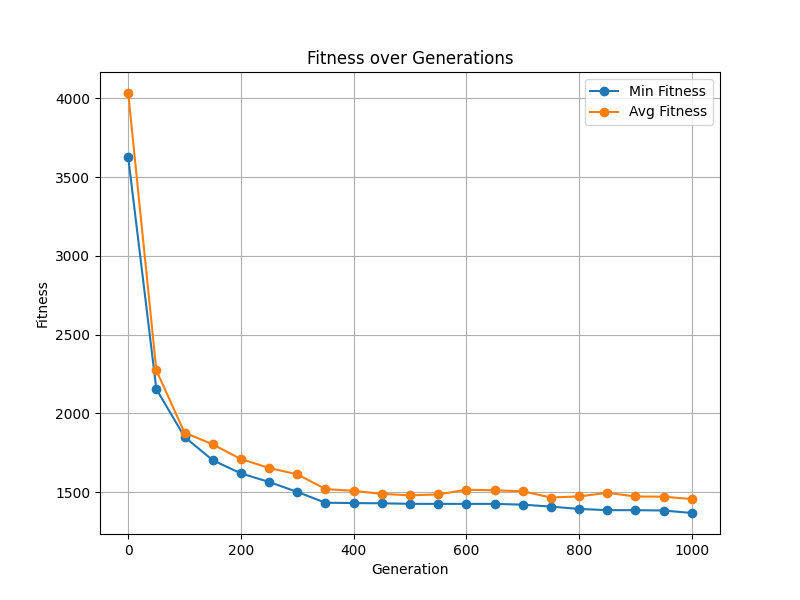 Fitness over Generations
Min Fitness
Avg Fitness
4000
3500
3000
2500
2000
1500
Fitness
0 200 400 600 800 1000
Generation